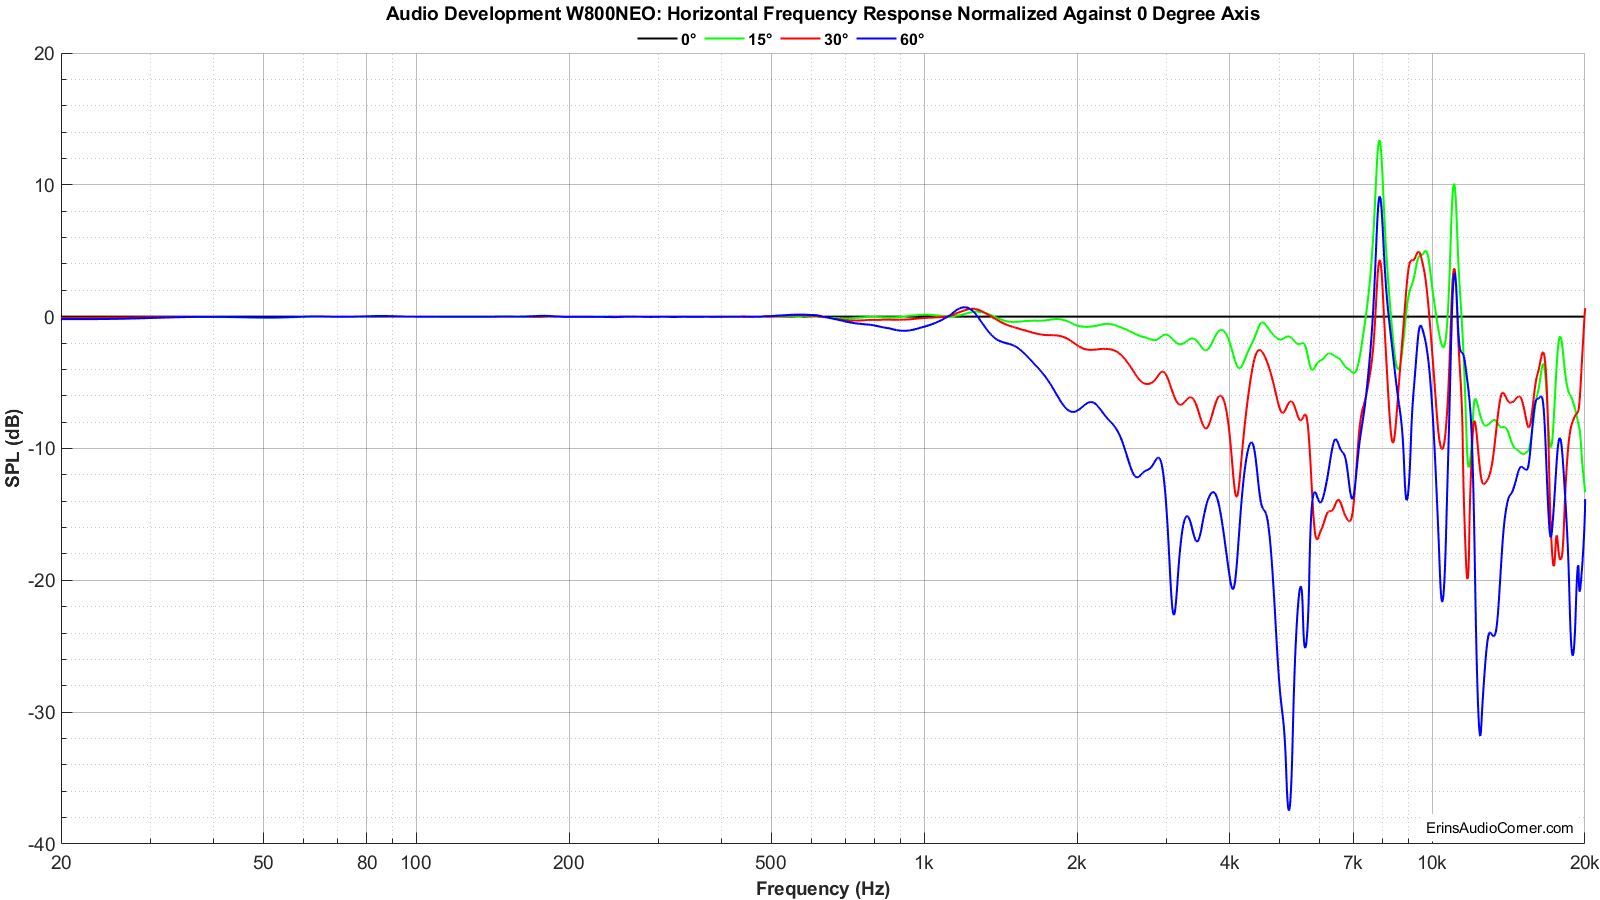 Audio Development W800NEO: Horizontal Frequency Response Normalized Against 0 Degree Axis
0° 15° 30° 60°
20
10
0
-10
-20
-30
-40
SPL (dB)
20 50 80 100 200 500 1k 2k 4k 7k 10k 20k
Frequency (Hz)
ErinsAudioCorner.com